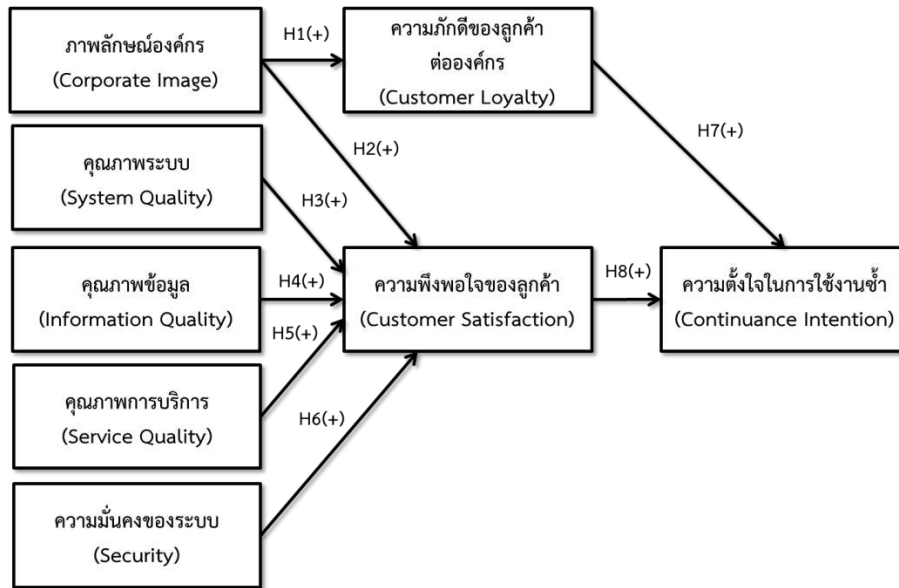 ภาพลักษณ์องค์กร
(Corporate Image)
H1(+)
ความภักดีของลูกค้า
ต่อองค์กร
(Customer Loyalty)
H7(+)
H2(+)
คุณภาพระบบ
(System Quality)
H3(+)
คุณภาพข้อมูล
(Information Quality)
H4(+)
ความพึงพอใจของลูกค้า
(Customer Satisfaction)
H8(+)
ความตั้งใจในการใช้งานซ้ำ
(Continuance Intention)
H5(+)
คุณภาพการบริการ
(Service Quality)
H6(+)
ความมั่นคงของระบบ
(Security)